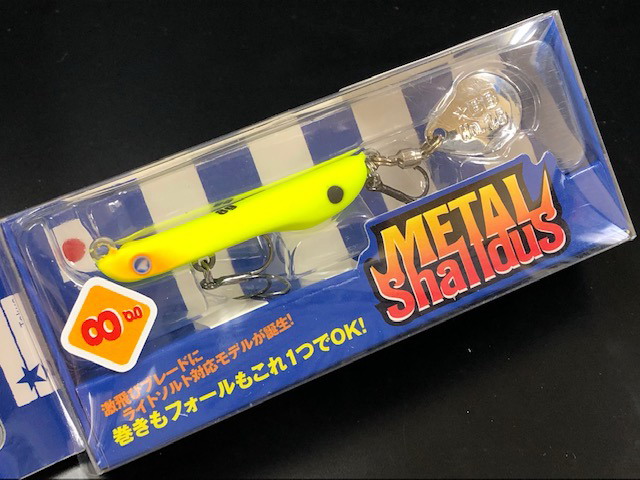 METAL
Shalldus
8
g.0
激飛びブレードに
ライトソルト対応モデルが誕生!
巻きもフォールもこれ1つでOK!